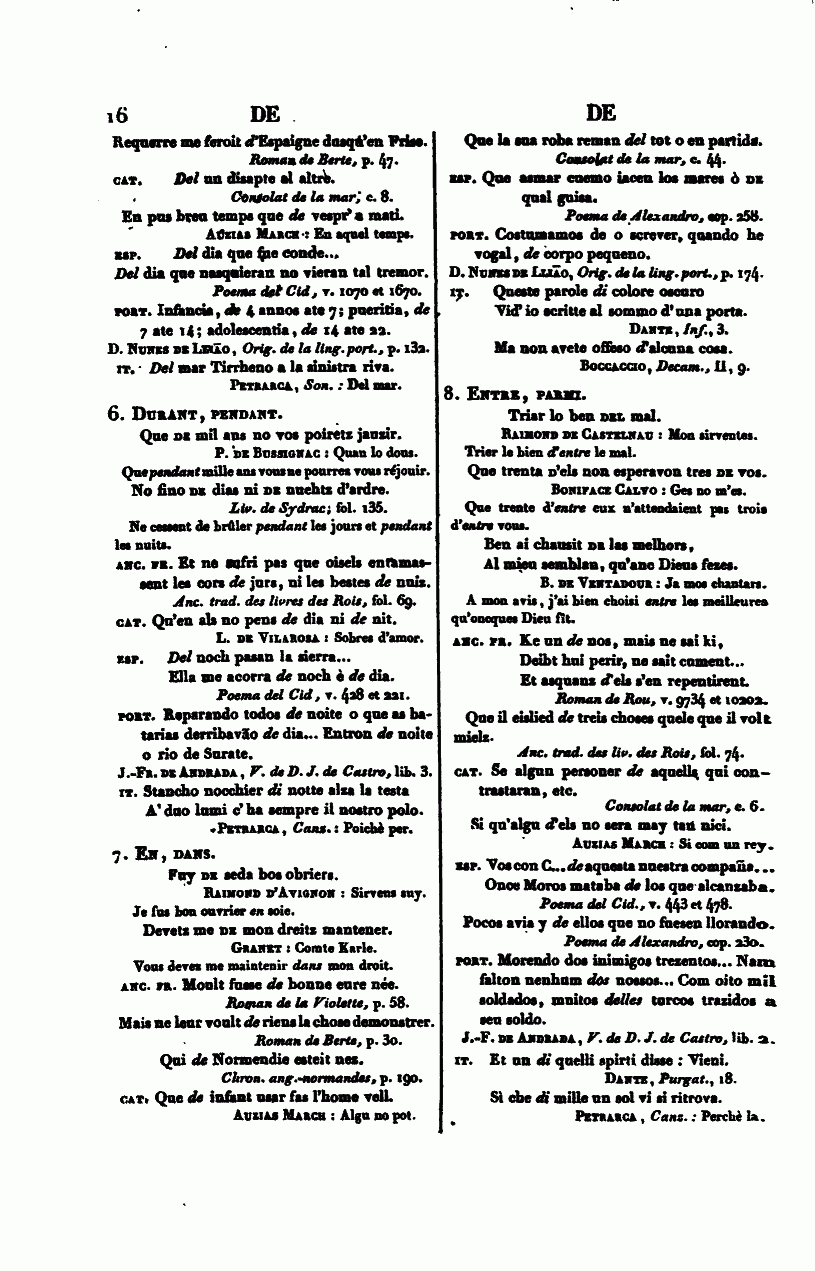 16 DE
Requerre me feroit d'Espaigne dusqu'en Frise.
Roman de Berte, p. 47.
CAT. Del un disapte al altre.
Consolat de la mar, c. 8.
En pus breu temps que de vespr' a mati.
AUZIAS MARCH : En aquel temps.
ESP. Del dia que fue conde...
Del dia que nasquieran no vieran tal tremor.
Poema del Cid, v. 1070 et 1670.
PORT. Infancia, de 4 annos ate 7; pueritia, de
7 ate 14; adolescentia, de 14 ate 22.
D. NUNES DE LEIÃO, Orig. de la ling. port., p. 132.
IT. Del mar Tirrheno a la sinistra riva.
PETRARCA, Son. : Del mar.
6. DURANT, PENDANT.
Que DE mil ans no vos poiretz jauzir.
P. DE BUSSIGNAC : Quan lo dous.
Que pendant mille ans vous ne pourres vous réjouir.
No fino DE dias ni DE nuehtz d'ardre.
Liv. de Sydrac; fol. 135.
Ne cessent de brûler pendant les jours et pendant
les nuits.
ANC. FR. Et ne sufri pas que oisels entamas-
sent les cors de jurs, ni les bestes de nuiz.
Anc. trad. des livres des Rois, fol. 69.
CAT. Qu'en als no pens de dia ni de nit.
L. DE VILAROSA : Sobres d'amor.
ESP. Del noch pasan la sierra...
Ella me acorra de noch è de dia.
Poema del Cid, v. 428 et 221.
PORT. Reparando todos de noite o que as ba-
tarias derribavão de dia... Entron de noite
o rio de Surate.
J.-FR. DE ANDRADA, V. de D. J. de Castro, lib. 3.
IT. Stancho nocchier di notte alza la testa
A' duo lumi c' ha sempre il nostro polo.
PETRARCA, Canz. : Poichè per.
7. EN, DANS.
Fuy DE seda bos obriers.
RAIMOND D'AVIGNON : Sirvens suy.
Je fus bon ouvrier en soie.
Devetz me DE mon dreitz mantener.
GRANET : Comte Karle.
Vous devez me maintenir dans mon droit.
ANC. FR. Moult fusse de bonne eure née.
Roman de la Violette, p. 58.
Mais ne leur voult de riens la chose demonstrer.
Roman de Berte, p. 30.
Qui de Normendie esteit nes.
Chron. ang.-normandes, p. 190.
CAT. Que de infant usar fas l'home vell.
AUZIAS MARCH : Algu no pot.
DE
Que la sua roba reman del tot o en partida.
Consolat de la mar, c. 44.
ESP. Que asmar cuemo iacen los mares ò DE
qual guisa.
Poema de Alexandro, cop. 258.
PORT. Costumamos de o screver, quando he
vogal, de corpo pequeno.
D. NUNES DE LEIÃO, Orig. de la ling. port., p. 174.
IT. Queste parole di colore oscuro
Vid' io scritte al sommo d' una porta.
DANTE, Inf., 3.
Ma non avete offeso d'alcuna cosa.
BOCCACCIO, Decam., II, 9.
8. ENTRE, PARMI.
Triar lo ben DEL mal.
RAIMOND DE CASTELNAU : Mon sirventes.
Trier le bien d'entre le mal.
Que trenta D'els non esperavon tres DE vos.
BONIFACE CALVO : Ges no m'es.
Que trente d'entre eux n'attendaient pas trois
d'entre vous.
Ben ai chausit DE las melhors,
Al mieu semblan, qu'anc Dieus fezes.
B. DE VENTADOUR : Ja mos chantars.
A mon avis, j'ai bien choisi entre les meilleures
qu'oncques Dieu fît.
ANC. FR. Ke un de nos, mais ne sai ki,
Deibt hui perir, ne sait cument...
Et asquanz d'els s'en repentirent.
Roman de Rou, v. 9734 et 10202.
Que il eislied de treis choses quele que il volt
mielz.
Anc. trad. des liv. des Rois, fol. 74.
CAT. Se algun personer de aquells qui con-
trastaran, etc.
Consolat de la mar, c. 6.
Si qu'algu d'els no sera may tan nici.
AUZIAS MARCH : Si com un rey.
ESP. Vos con C... de aquesta nuestra compaña...
Onos Moros mataba de los que alcanzaba.
Poema del Cid., v. 443 et 478.
Pocos avia y de ellos que no fuesen llorando.
Poema de Alexandro, cop. 230.
PORT. Morendo dos inimigos trezentos... Nam
falton nenhum dos nossos... Com oito mil
soldados, muitos delles turcos trazidos a
seu soldo.
J.-F. DE ANDRADA, V. de D. J. de Castro, lib. 2.
IT. Et un di quelli spirti disse : Vieni.
DANTE, Purgat., 18.
Si che di mille un sol vi si ritrova.
PETRARCA, Canz. : Perchè la.